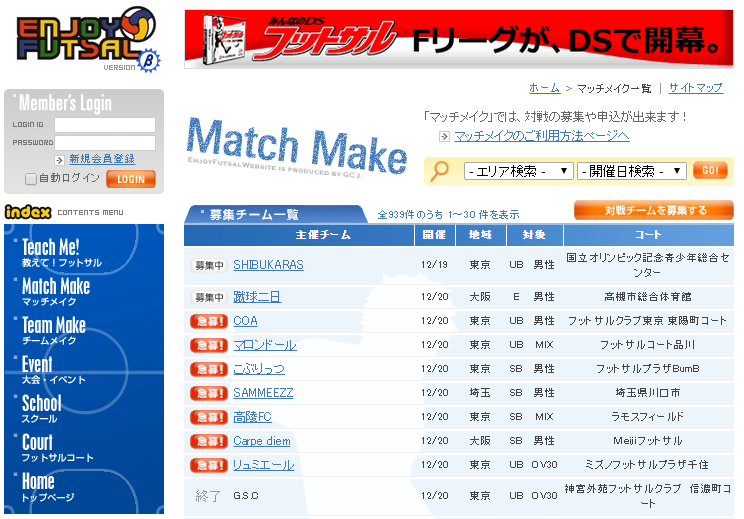 ENJOY
FUTSAL
VERSION β
みんなのDS
フットサル
Fリーグが、DSで開幕。
ホーム > マッチメイク一覧 | サイトマップ
Member's Login
LOGIN ID
PASSWORD
新規会員登録
自動ログイン LOGIN
「マッチメイク」では、対戦の募集や申込が出来ます！
マッチメイクのご利用方法ページへ
Match Make
ENJOYFUTSALWEBSITE IS PRODUCED BY GCJ.
- エリア検索 - - 開催日検索 - GO!
index CONTENTS MENU
Teach Me!
教えて！フットサル
Match Make
マッチメイク
Team Make
チームメイク
Event
大会・イベント
School
スクール
Court
フットサルコート
Home
トップページ
募集チーム一覧 全939件のうち 1～30 件を表示 対戦チームを募集する
主催チーム 開催 地域 対象 コート
募集中 SHIBUKARAS 12/19 東京 UB 男性 国立オリンピック記念青少年総合セ
ンター
募集中 蹴球二日 12/20 大阪 E 男性 高槻市総合体育館
急募! COA 12/20 東京 UB 男性 フットサルクラブ東京 東陽町コート
急募! マロンドール 12/20 東京 UB MIX フットサルコート品川
急募! こぶりっつ 12/20 東京 SB 男性 フットサルプラザBumB
急募! SAMMEEZZ 12/20 埼玉 SB 男性 埼玉県川口市
急募! 高陵FC 12/20 東京 SB MIX ラモスフィールド
急募! Carpe diem 12/20 大阪 SB 男性 Meijiフットサル
急募! リュミエール 12/20 東京 UB OV30 ミズノフットサルプラザ千住
終了 G.S.C 12/20 東京 UB OV30 神宮外苑フットサルクラブ 信濃町コ
ート